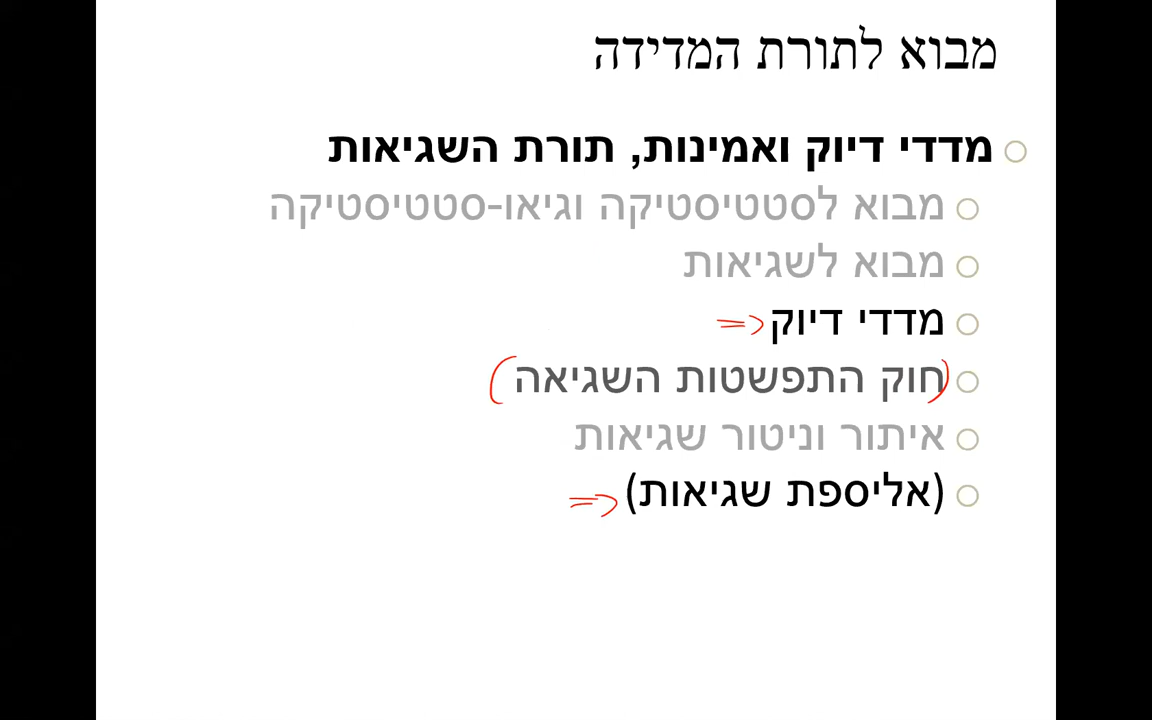 מבוא לתורת המדידה
מדדי דיוק ואמינות, תורת השגיאות
מבוא לסטטיסטיקה וגיאו-סטטיסטיקה
מבוא לשגיאות
מדדי דיוק
חוק התפשטות השגיאה
איתור וניטור שגיאות
(אליפסת שגיאות)